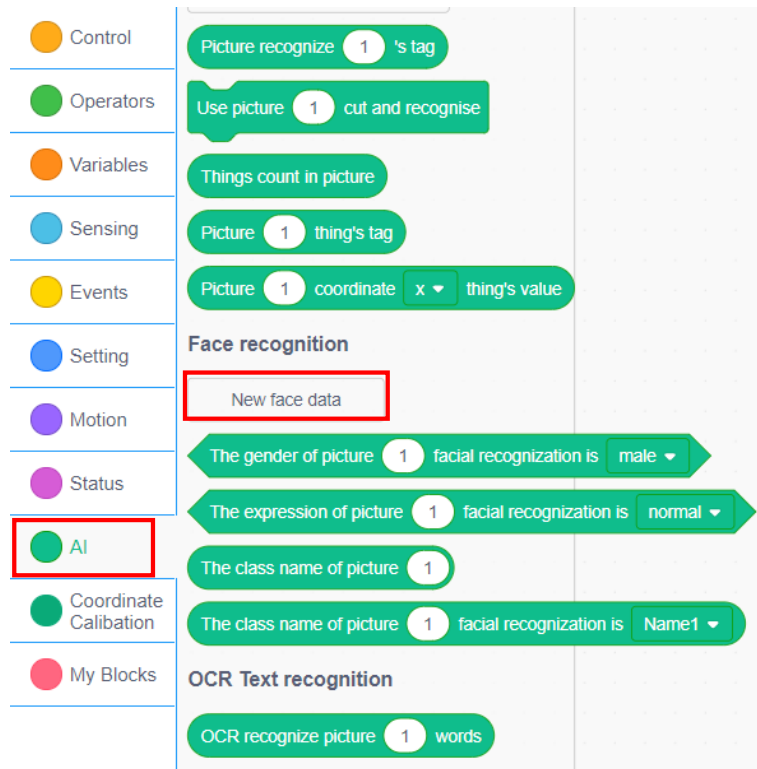 Control
Operators
Variables
Sensing
Events
Setting
Motion
Status
AI
Coordinate
Calibation
My Blocks
Picture recognize 1 's tag
Use picture 1 cut and recognise
Things count in picture
Picture 1 thing's tag
Picture 1 coordinate x thing's value
Face recognition
New face data
The gender of picture 1 facial recognization is male
The expression of picture 1 facial recognization is normal
The class name of picture 1
The class name of picture 1 facial recognization is Name1
OCR Text recognition
OCR recognize picture 1 words